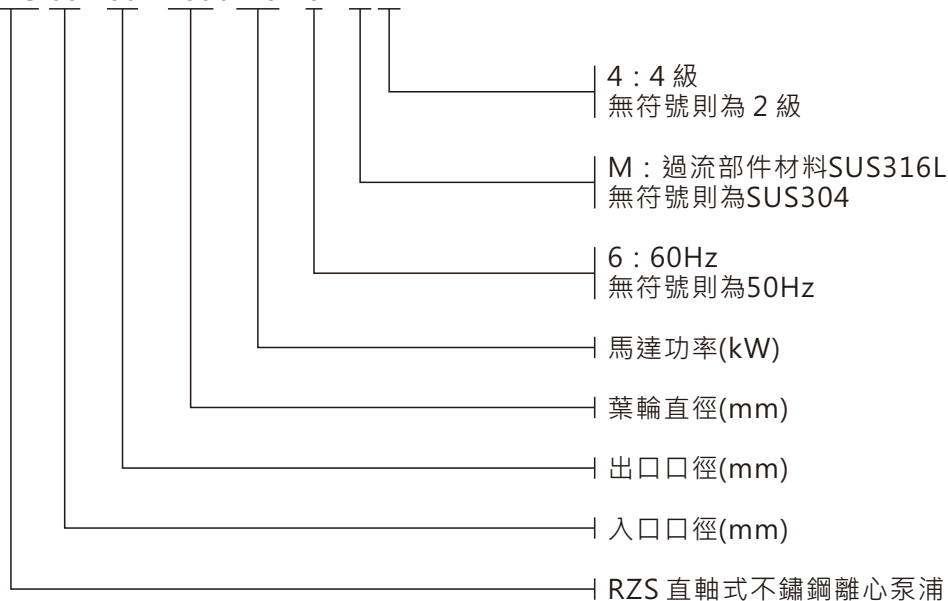 4：4 級
無符號則為 2 級
M：過流部件材料SUS316L
無符號則為SUS304
6：60Hz
無符號則為50Hz
馬達功率(kW)
葉輪直徑(mm)
出口口徑(mm)
入口口徑(mm)
RZS 直軸式不鏽鋼離心泵浦